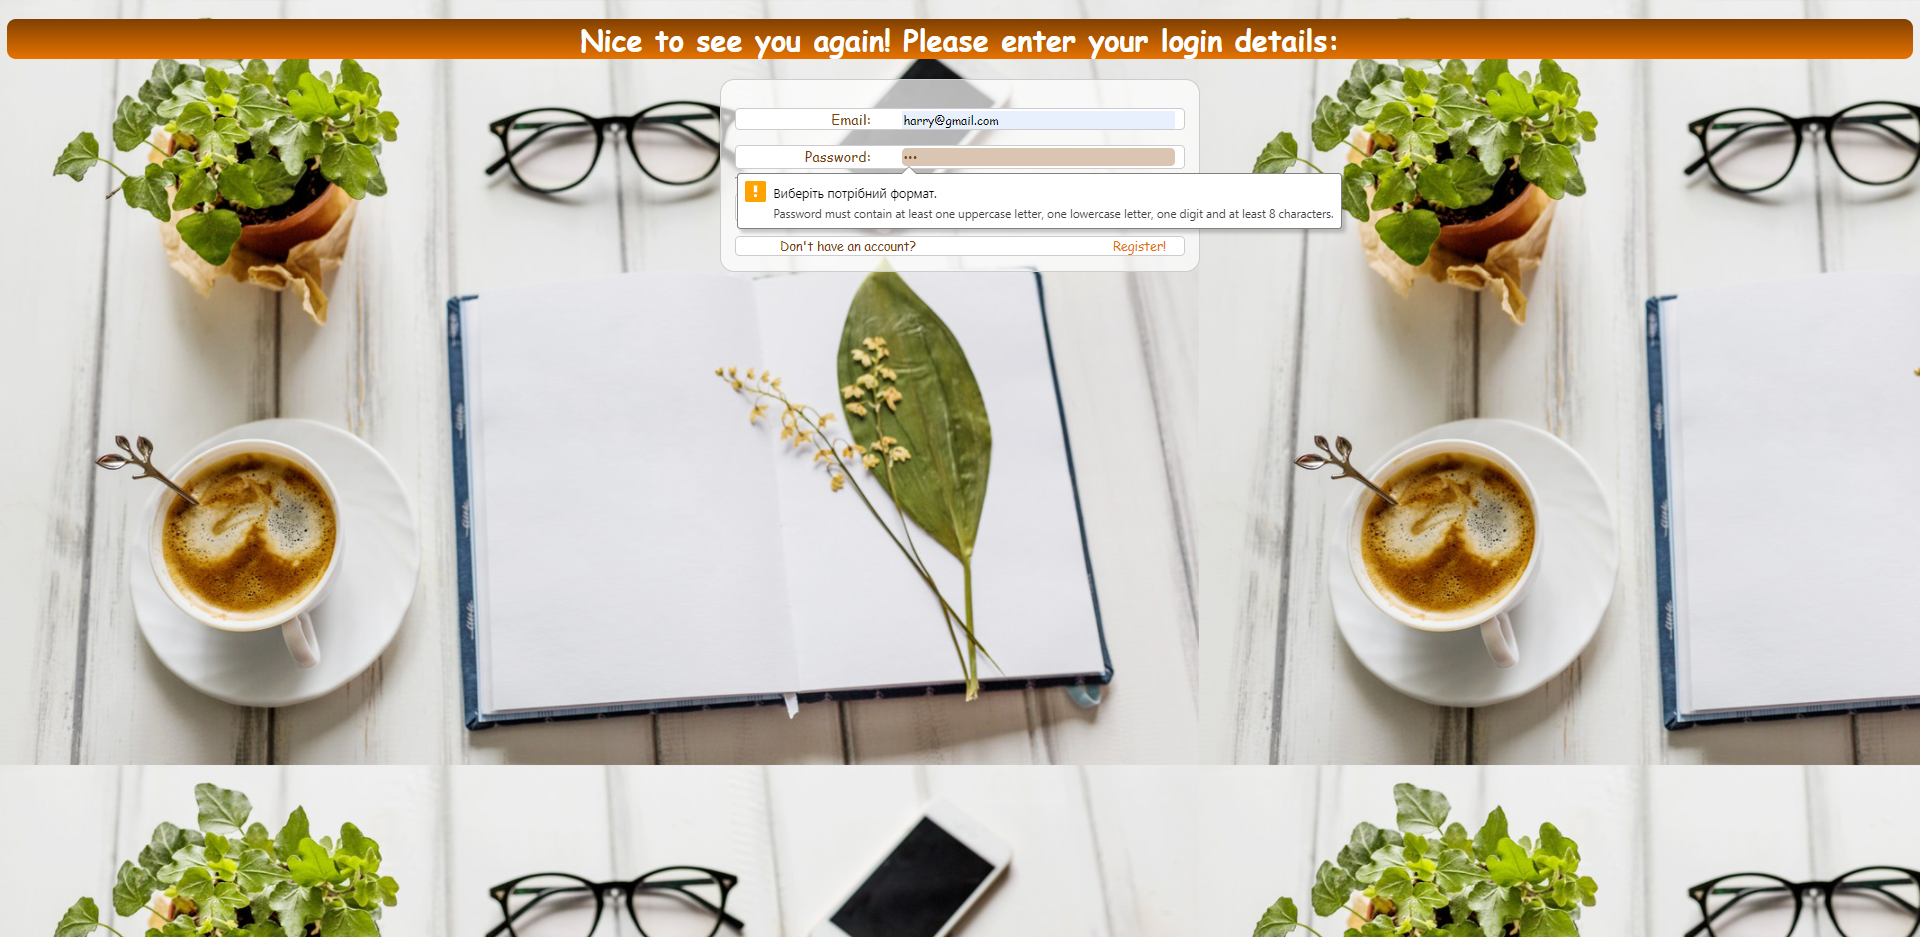 Nice to see you again! Please enter your login details:
Email: harry@gmail.com
Password: •••
Виберіть потрібний формат.
Password must contain at least one uppercase letter, one lowercase letter, one digit and at least 8 characters.
Don't have an account? Register!